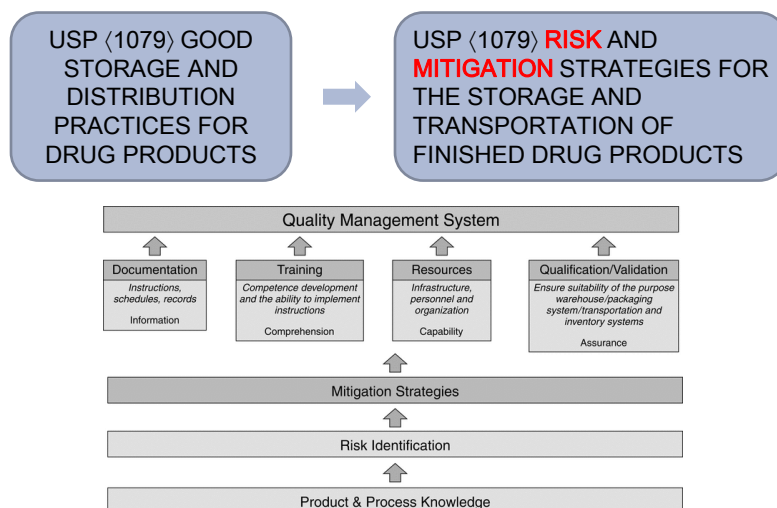 USP ⟨1079⟩ GOOD
STORAGE AND
DISTRIBUTION
PRACTICES FOR
DRUG PRODUCTS
USP ⟨1079⟩ RISK AND
MITIGATION STRATEGIES FOR
THE STORAGE AND
TRANSPORTATION OF
FINISHED DRUG PRODUCTS
Quality Management System
Documentation
Instructions,
schedules, records
Information
Training
Competence development
and the ability to implement
instructions
Comprehension
Resources
Infrastructure,
personnel and
organization
Capability
Qualification/Validation
Ensure suitability of the purpose
warehouse/packaging
system/transportation and
inventory systems
Assurance
Mitigation Strategies
Risk Identification
Product & Process Knowledge